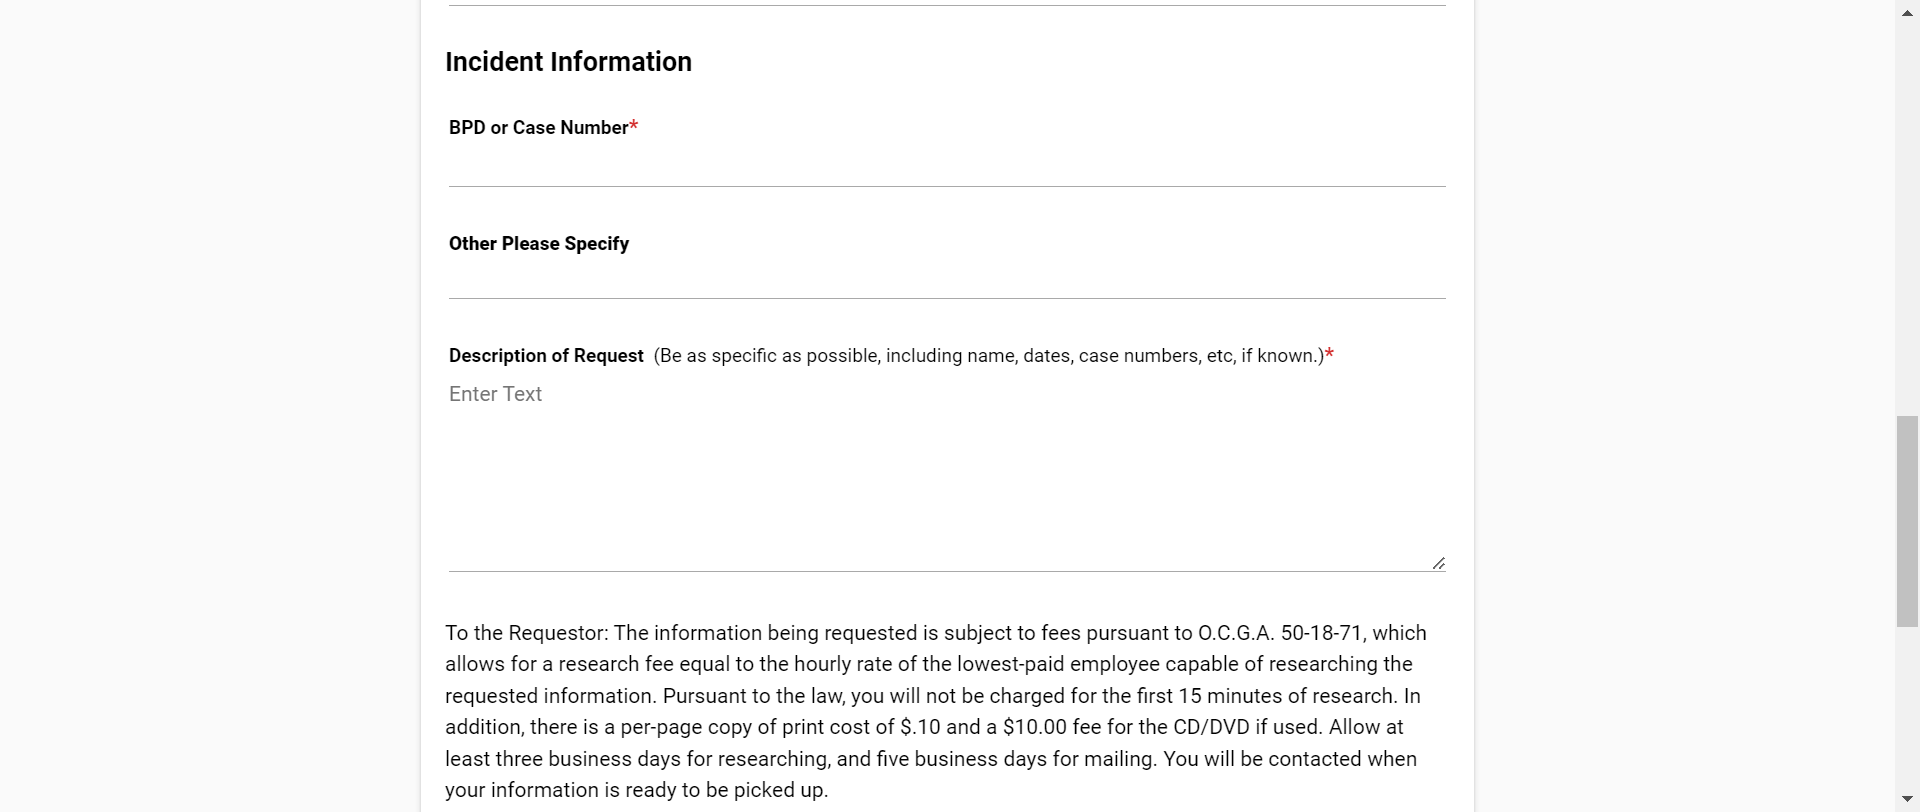 Incident Information
BPD or Case Number*
Other Please Specify
Description of Request (Be as specific as possible, including name, dates, case numbers, etc, if known.)*
Enter Text
To the Requestor: The information being requested is subject to fees pursuant to O.C.G.A. 50-18-71, which
allows for a research fee equal to the hourly rate of the lowest-paid employee capable of researching the
requested information. Pursuant to the law, you will not be charged for the first 15 minutes of research. In
addition, there is a per-page copy of print cost of $.10 and a $10.00 fee for the CD/DVD if used. Allow at
least three business days for researching, and five business days for mailing. You will be contacted when
your information is ready to be picked up.